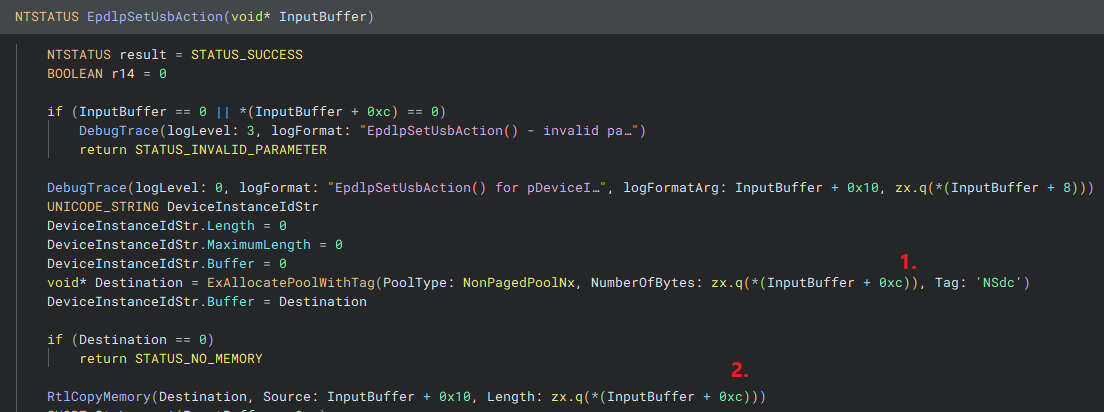 NTSTATUS EpdlpSetUsbAction(void* InputBuffer)
NTSTATUS result = STATUS_SUCCESS
BOOLEAN r14 = 0
if (InputBuffer == 0 || *(InputBuffer + 0xc) == 0)
DebugTrace(logLevel: 3, logFormat: "EpdlpSetUsbAction() - invalid pa…")
return STATUS_INVALID_PARAMETER
DebugTrace(logLevel: 0, logFormat: "EpdlpSetUsbAction() for pDeviceI…", logFormatArg: InputBuffer + 0x10, zx.q(*(InputBuffer + 8)))
UNICODE_STRING DeviceInstanceIdStr
DeviceInstanceIdStr.Length = 0
DeviceInstanceIdStr.MaximumLength = 0
DeviceInstanceIdStr.Buffer = 0
1.
void* Destination = ExAllocatePoolWithTag(PoolType: NonPagedPoolNx, NumberOfBytes: zx.q(*(InputBuffer + 0xc)), Tag: 'NSdc')
DeviceInstanceIdStr.Buffer = Destination
if (Destination == 0)
return STATUS_NO_MEMORY
2.
RtlCopyMemory(Destination, Source: InputBuffer + 0x10, Length: zx.q(*(InputBuffer + 0xc)))